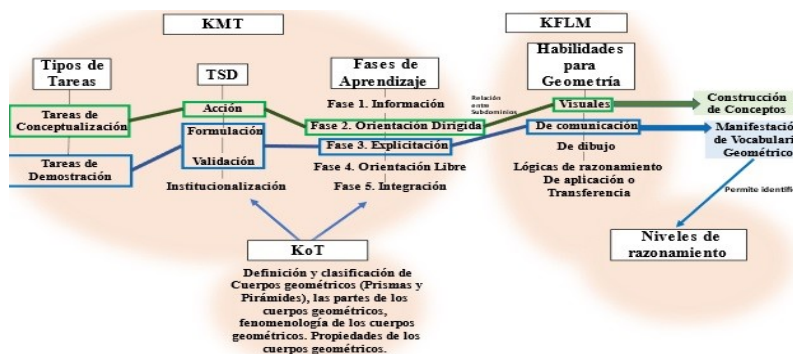 KMT
KFLM
Tipos de
Tareas
TSD
Fases de
Aprendizaje
Habilidades
para
Geometría
Tareas de
Conceptualización
Tareas de
Demostración
Acción
Formulación
Validación
Institucionalización
Fase 1. Información
Fase 2. Orientación Dirigida
Fase 3. Explicitación
Fase 4. Orientación Libre
Fase 5. Integración
Relación
entre
Subdominios
Visuales
De comunicación
De dibujo
Lógicas de razonamiento
De aplicación o
Transferencia
Construcción
de Conceptos
Manifestación
de Vocabulari
Geométrico
Permite identifi
Niveles de
razonamiento
KoT
Definición y clasificación de
Cuerpos geométricos (Prismas y
Pirámides), las partes de los
cuerpos geométricos,
fenomenología de los cuerpos
geométricos. Propiedades de los
cuerpos geométricos.